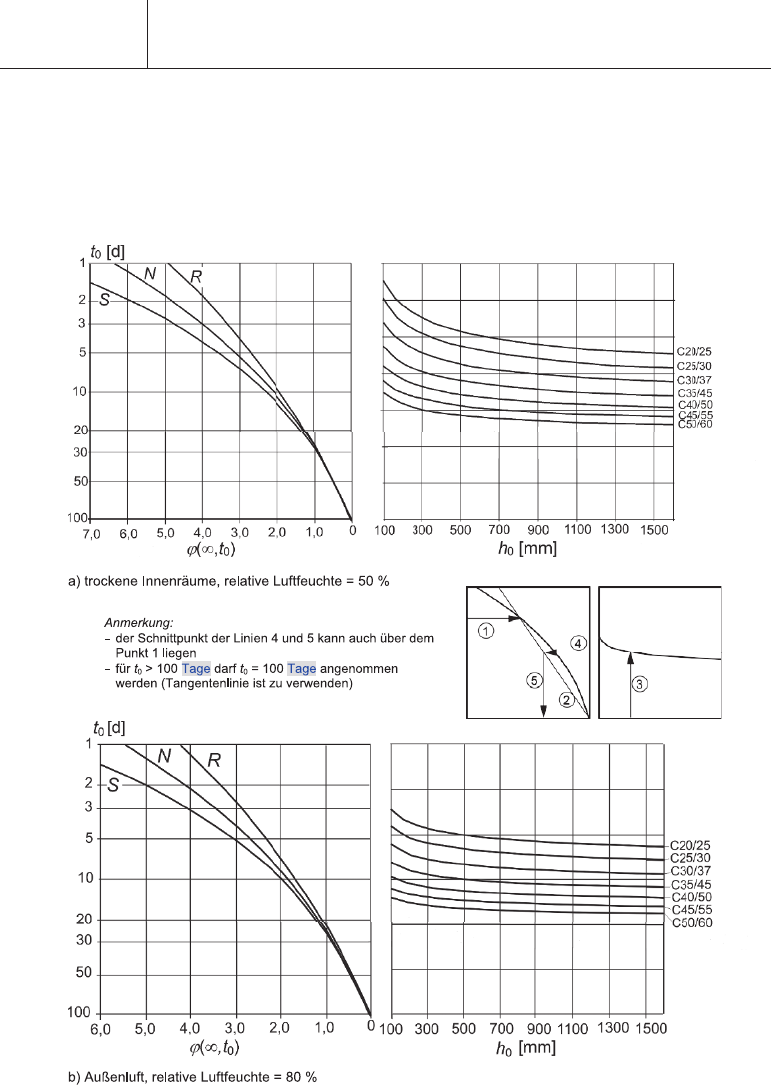 t₀ [d]
1
2
3
5
10
20
30
50
100
S
N
R
7,0 6,0 5,0 4,0 3,0 2,0 1,0 0
φ(∞,t₀)
C20/25
C25/30
C30/37
C35/45
C40/50
C45/55
C50/60
100 300 500 700 900 1100 1300 1500
h₀ [mm]
a) trockene Innenräume, relative Luftfeuchte = 50 %
Anmerkung:
– der Schnittpunkt der Linien 4 und 5 kann auch über dem
Punkt 1 liegen
– für t₀ > 100 Tage darf t₀ = 100 Tage angenommen
werden (Tangentenlinie ist zu verwenden)
1
4
5
2
3
t₀ [d]
1
2
3
5
10
20
30
50
100
S
N
R
6,0 5,0 4,0 3,0 2,0 1,0 0
φ(∞,t₀)
C20/25
C25/30
C30/37
C35/45
C40/50
C45/55
C50/60
100 300 500 700 900 1100 1300 1500
h₀ [mm]
b) Außenluft, relative Luftfeuchte = 80 %